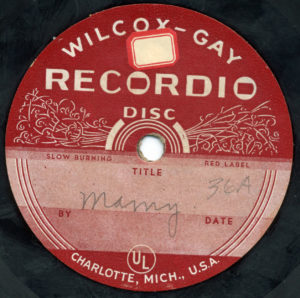 WILCOX-GAY
RECORDIO
DISC
SLOW BURNING
RED LABEL
TITLE
36A
Mamy
BY
DATE
UL
CHARLOTTE, MICH., U.S.A.